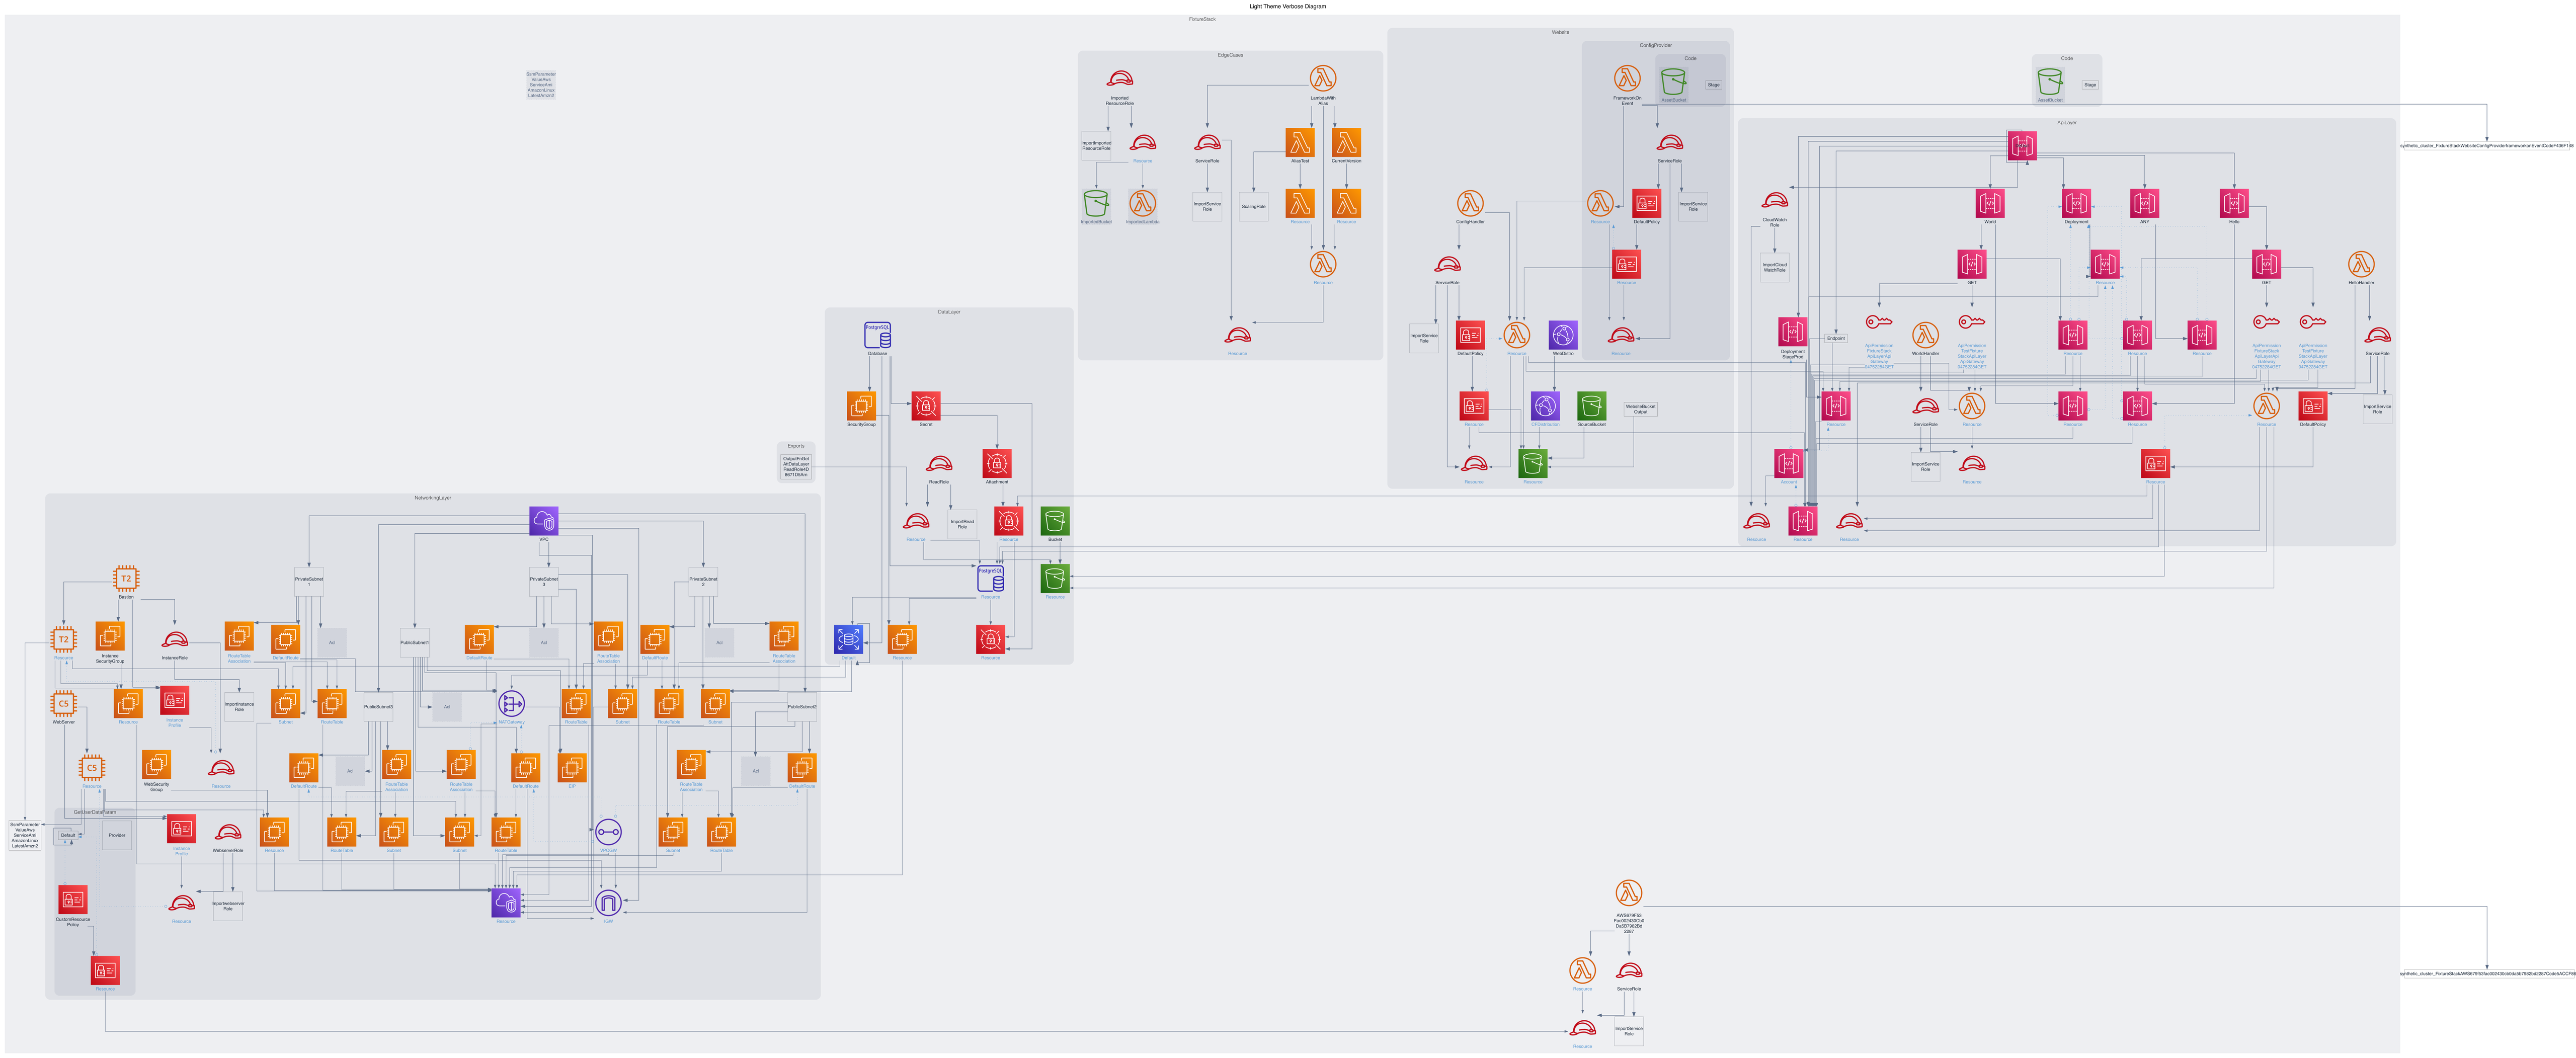 Light Theme Verbose Diagram
FixtureStack
SsmParameter
ValueAws
ServiceAmi
AmazonLinux
LatestAmzn2
EdgeCases
Imported
ResourceRole
ImportImported
ResourceRole
Resource
ImportedBucket
ImportedLambda
LambdaWith
Alias
ServiceRole
AliasTest
CurrentVersion
ImportService
Role
ScalingRole
Resource
Resource
Resource
Resource
Website
ConfigProvider
Code
AssetBucket
Stage
FrameworkOn
Event
ServiceRole
ConfigHandler
Resource
DefaultPolicy
ImportService
Role
ServiceRole
Resource
ImportService
Role
DefaultPolicy
Resource
WebDistro
Resource
Resource
CFDistribution
SourceBucket
WebsiteBucket
Output
Resource
Resource
Code
AssetBucket
Stage
ApiLayer
CloudWatch
Role
World
Deployment
ANY
Hello
ImportCloud
WatchRole
GET
Resource
GET
HelloHandler
Deployment
StageProd
Endpoint
ApiPermission
FixtureStack
ApiLayerApi
Gateway
04702284GET
WorldHandler
ApiPermission
TestFixture
StackApiLayer
ApiGateway
04702284GET
Resource
Resource
Resource
ApiPermission
FixtureStack
ApiLayerApi
Gateway
04702284GET
ApiPermission
TestFixture
StackApiLayer
ApiGateway
04702284GET
ServiceRole
Resource
ServiceRole
Resource
Resource
Resource
Resource
DefaultPolicy
ImportService
Role
Account
ImportService
Role
Resource
Resource
Resource
Resource
Resource
DataLayer
Database
SecurityGroup
Secret
ReadRole
Attachment
Resource
ImportRead
Role
Resource
Bucket
Resource
Resource
Default
Resource
Resource
Exports
OutputFnGet
AttDataLayer
NetworkingLayer
VPC
Bastion
PrivateSubnet
1
PrivateSubnet
3
PrivateSubnet
2
Resource
Instance
SecurityGroup
InstanceRole
RouteTable
Association
DefaultRoute
Acl
PublicSubnet1
DefaultRoute
Acl
RouteTable
Association
DefaultRoute
Acl
RouteTable
Association
WebServer
Resource
Instance
Profile
ImportInstance
Role
Subnet
RouteTable
PublicSubnet3
Acl
NATGateway
RouteTable
Subnet
RouteTable
Subnet
PublicSubnet2
Resource
WebSecurity
Group
Resource
DefaultRoute
Acl
RouteTable
Association
RouteTable
Association
DefaultRoute
EIP
RouteTable
Association
Acl
DefaultRoute
SsmParameter
ValueAws
ServiceAmi
AmazonLinux
LatestAmzn2
GetUserDataParam
Default
Provider
Instance
Profile
WebserverRole
Resource
RouteTable
Subnet
Subnet
RouteTable
VPCGW
Subnet
RouteTable
CustomResource
Policy
Resource
Importwebserver
Role
Resource
IGW
Resource
AWS679F53
Fac002430Cb0
Da5B7982Bd
2287
Resource
ServiceRole
Resource
ImportService
Role